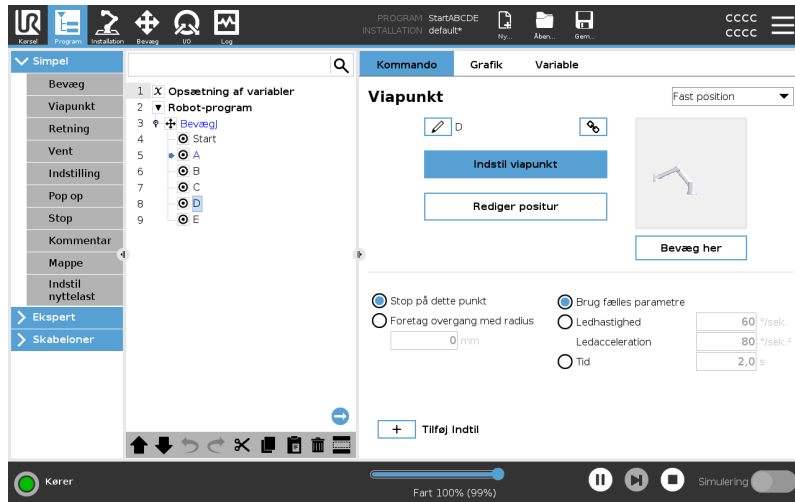 UR
PROGRAM StartABCDE
INSTALLATION default*
CCCC
CCCC
Kørsel Program Installation Bevæg I/O Log Ny... Åben... Gem...
Simpel
Bevæg
Viapunkt
Retning
Vent
Indstilling
Pop op
Stop
Kommentar
Mappe
Indstil
nyttelast
Ekspert
Skabeloner
1 X Opsætning af variabler
2 Robot-program
3 BevægJ
4 Start
5 A
6 B
7 C
8 D
9 E
Kommando Grafik Variable
Viapunkt
Fast position
D
Indstil viapunkt
Rediger positur
Bevæg her
Stop på dette punkt
Foretag overgang med radius
0 mm
Brug fælles parametre
Ledhastighed 60 °/sek.
Ledacceleration 80 °/sek.²
Tid 2,0 s
+ Tilføj Indtil
Kører
Fart 100% (99%)
Simulering